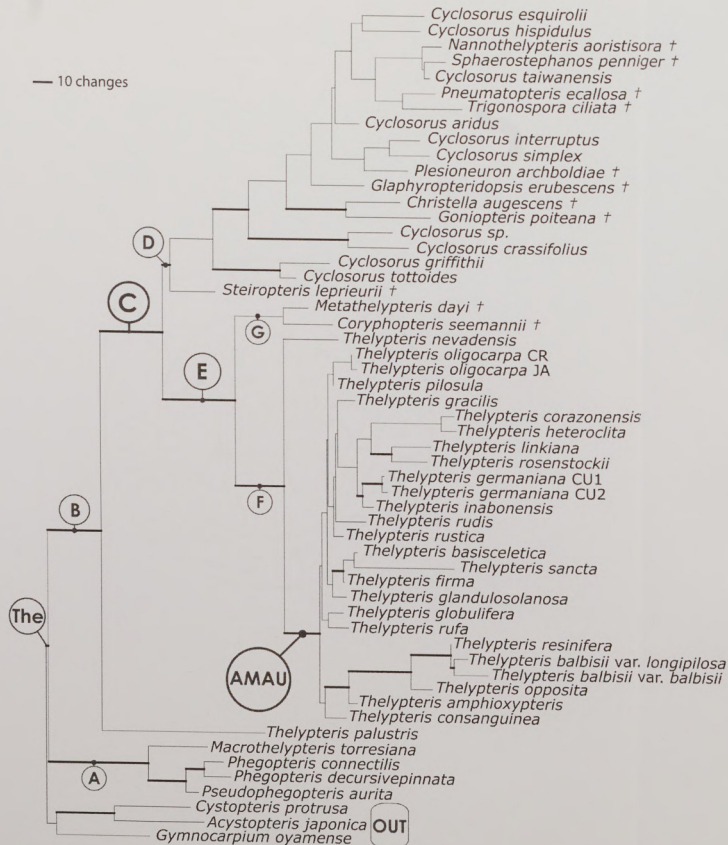 Cyclosorus esquirolii
Cyclosorus hispidulus
Nannothelypteris aoristisora †
Sphaerostephanos penniger †
10 changes
Cyclosorus taiwanensis
Pneumatopteris ecallosa †
Trigonospora ciliata †
Cyclosorus aridus
Cyclosorus interruptus
Cyclosorus simplex
Plesioneuron archboldiae †
Glaphyropteridopsis erubescens †
Christella augescens †
Goniopteris poiteana †
Cyclosorus sp.
D
Cyclosorus crassifolius
Cyclosorus griffithii
Cyclosorus tottoides
Steiropteris leprieurii †
C
Metathelypteris dayi †
G
Coryphopteris seemannii †
Thelypteris nevadensis
Thelypteris oligocarpa CR
E
Thelypteris oligocarpa JA
Thelypteris pilosula
Thelypteris gracilis
Thelypteris corazonensis
Thelypteris heteroclita
Thelypteris linkiana
Thelypteris rosenstockii
Thelypteris germaniana CU1
F
Thelypteris germaniana CU2
B
Thelypteris inabonensis
Thelypteris rudis
Thelypteris rustica
Thelypteris basisceletica
Thelypteris sancta
Thelypteris firma
Thelypteris glandulosolanosa
The
Thelypteris globulifera
Thelypteris rufa
Thelypteris resinifera
Thelypteris balbisii var. longipilosa
AMAU
Thelypteris balbisii var. balbisii
Thelypteris opposita
Thelypteris amphioxypteris
Thelypteris consanguinea
Thelypteris palustris
Macrothelypteris torresiana
Phegopteris connectilis
A
Phegopteris decursivepinnata
Pseudophegopteris aurita
Cystopteris protrusa
Acystopteris japonica
OUT
Gymnocarpium oyamense